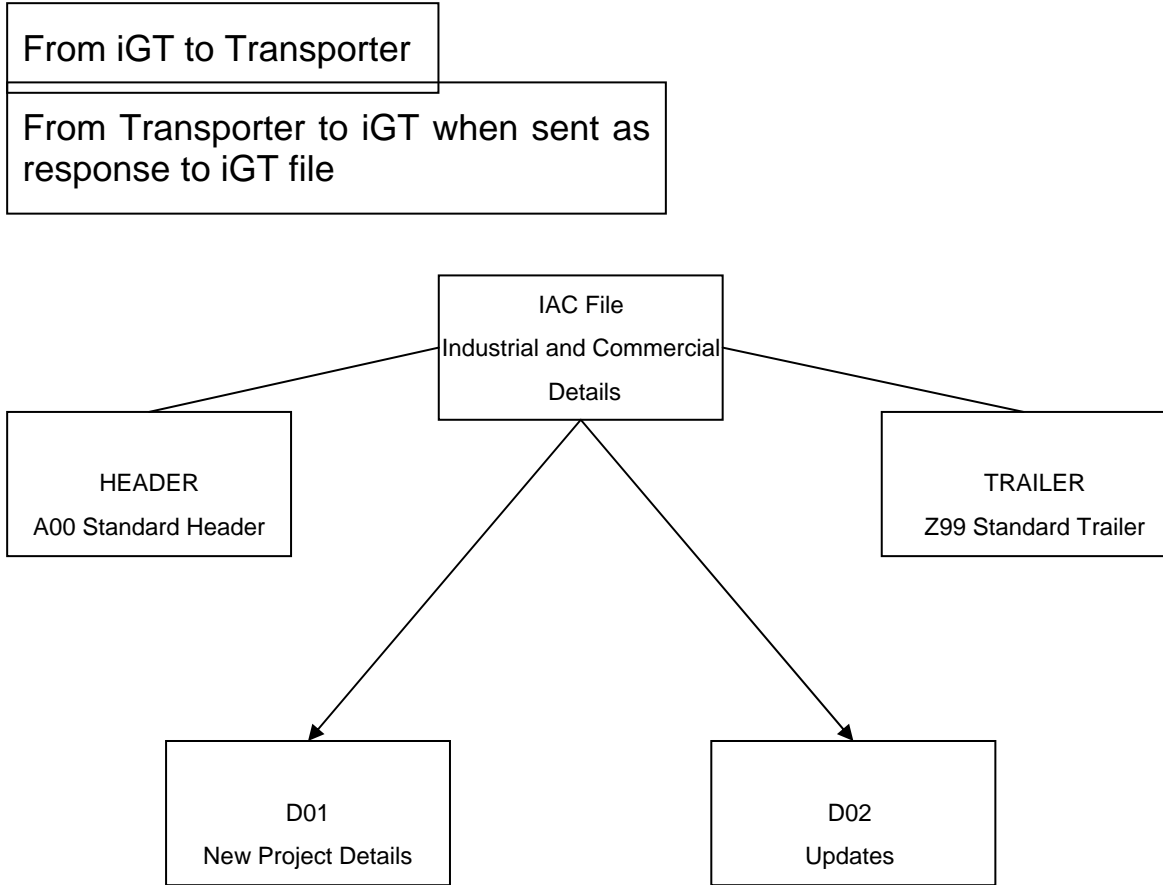 From iGT to Transporter
From Transporter to iGT when sent as
response to iGT file
IAC File
Industrial and Commercial
Details
HEADER
A00 Standard Header
TRAILER
Z99 Standard Trailer
D01
New Project Details
D02
Updates